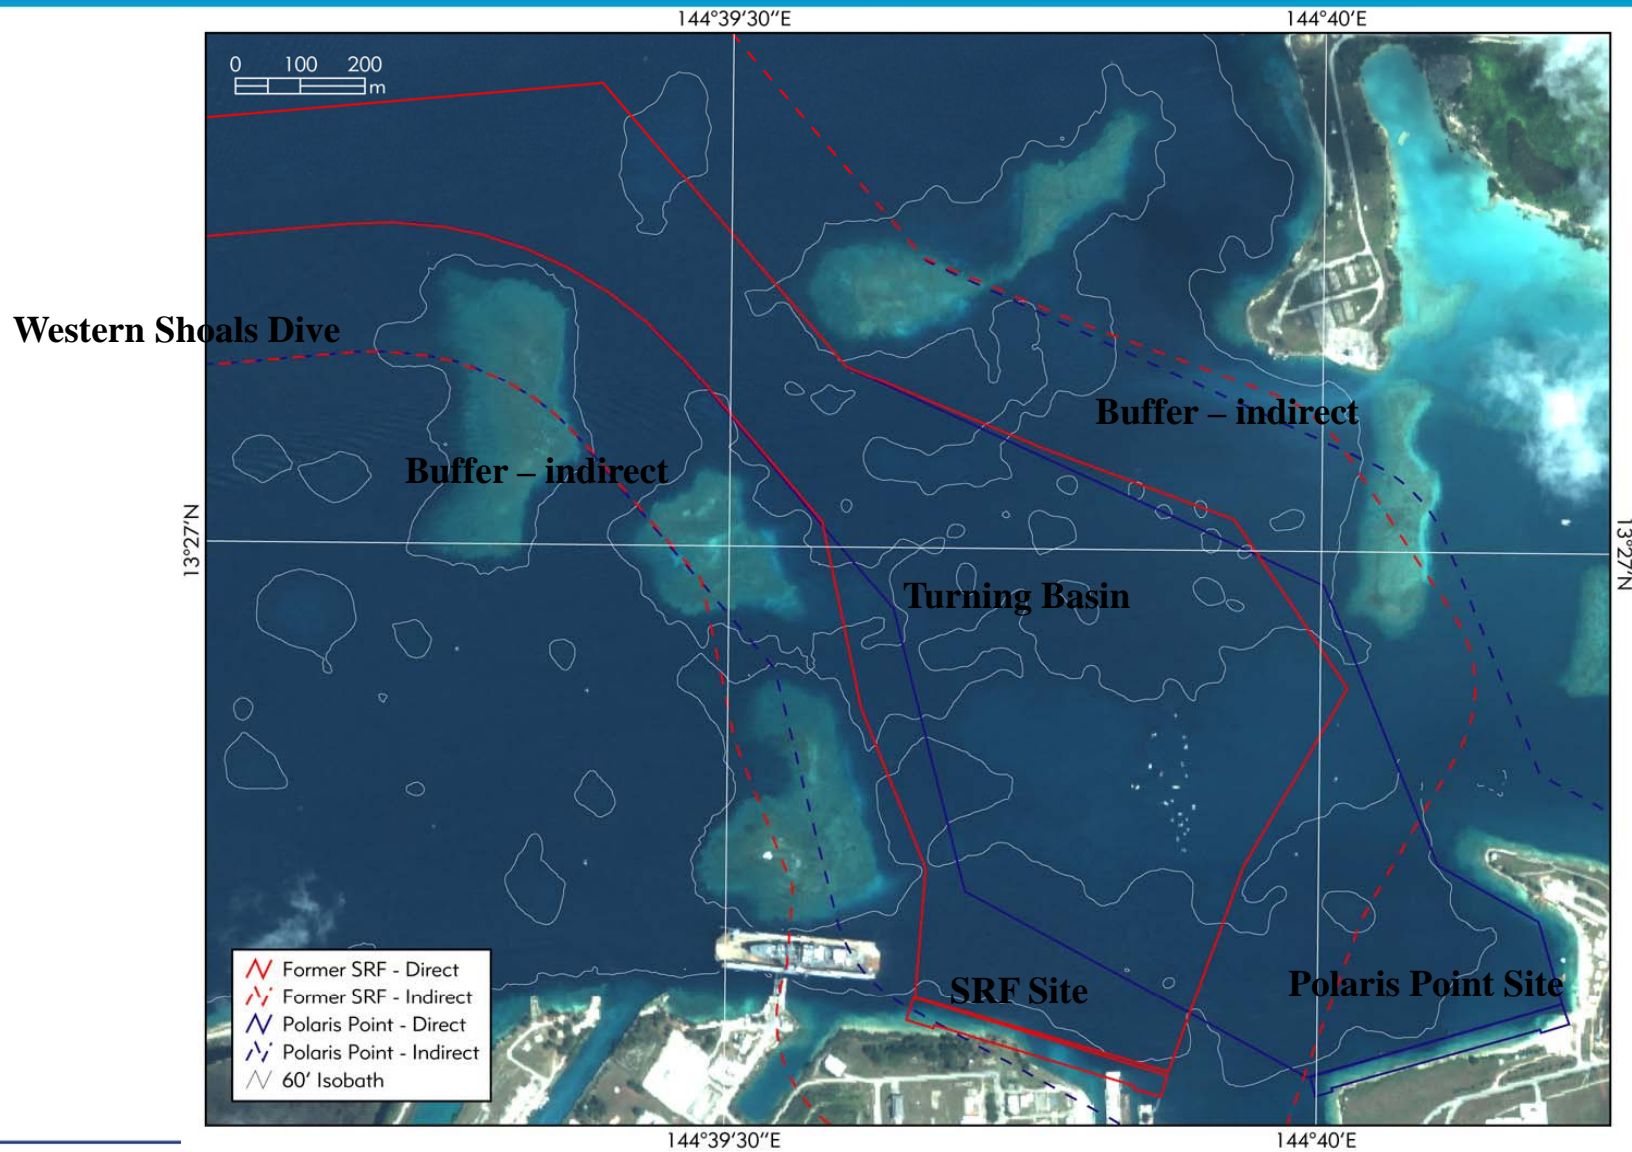 144°39'30"E
144°40'E
0 100 200
m
Western Shoals Dive
Buffer – indirect
Buffer – indirect
13°27'N
13°27'N
Turning Basin
SRF Site
Polaris Point Site
Former SRF - Direct
Former SRF - Indirect
Polaris Point - Direct
Polaris Point - Indirect
60' Isobath
144°39'30"E
144°40'E